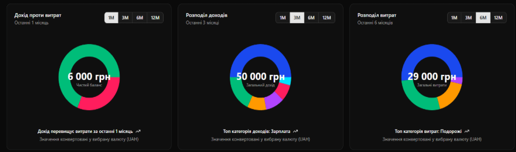 Дохід проти витрат
Останні 1 місяць
1M 3M 6M 12M
6 000 грн
Чистий баланс
Дохід перевищує витрати за останні 1 місяць
Значення конвертовані у вибрану валюту (UAH)
Розподіл доходів
Останні 3 місяці
1M 3M 6M 12M
50 000 грн
Загальний дохід
Топ категорія доходів: Зарплата
Значення конвертовані у вибрану валюту (UAH)
Розподіл витрат
Останні 6 місяців
1M 3M 6M 12M
29 000 грн
Загальні витрати
Топ категорія витрат: Подорожі
Значення конвертовані у вибрану валюту (UAH)